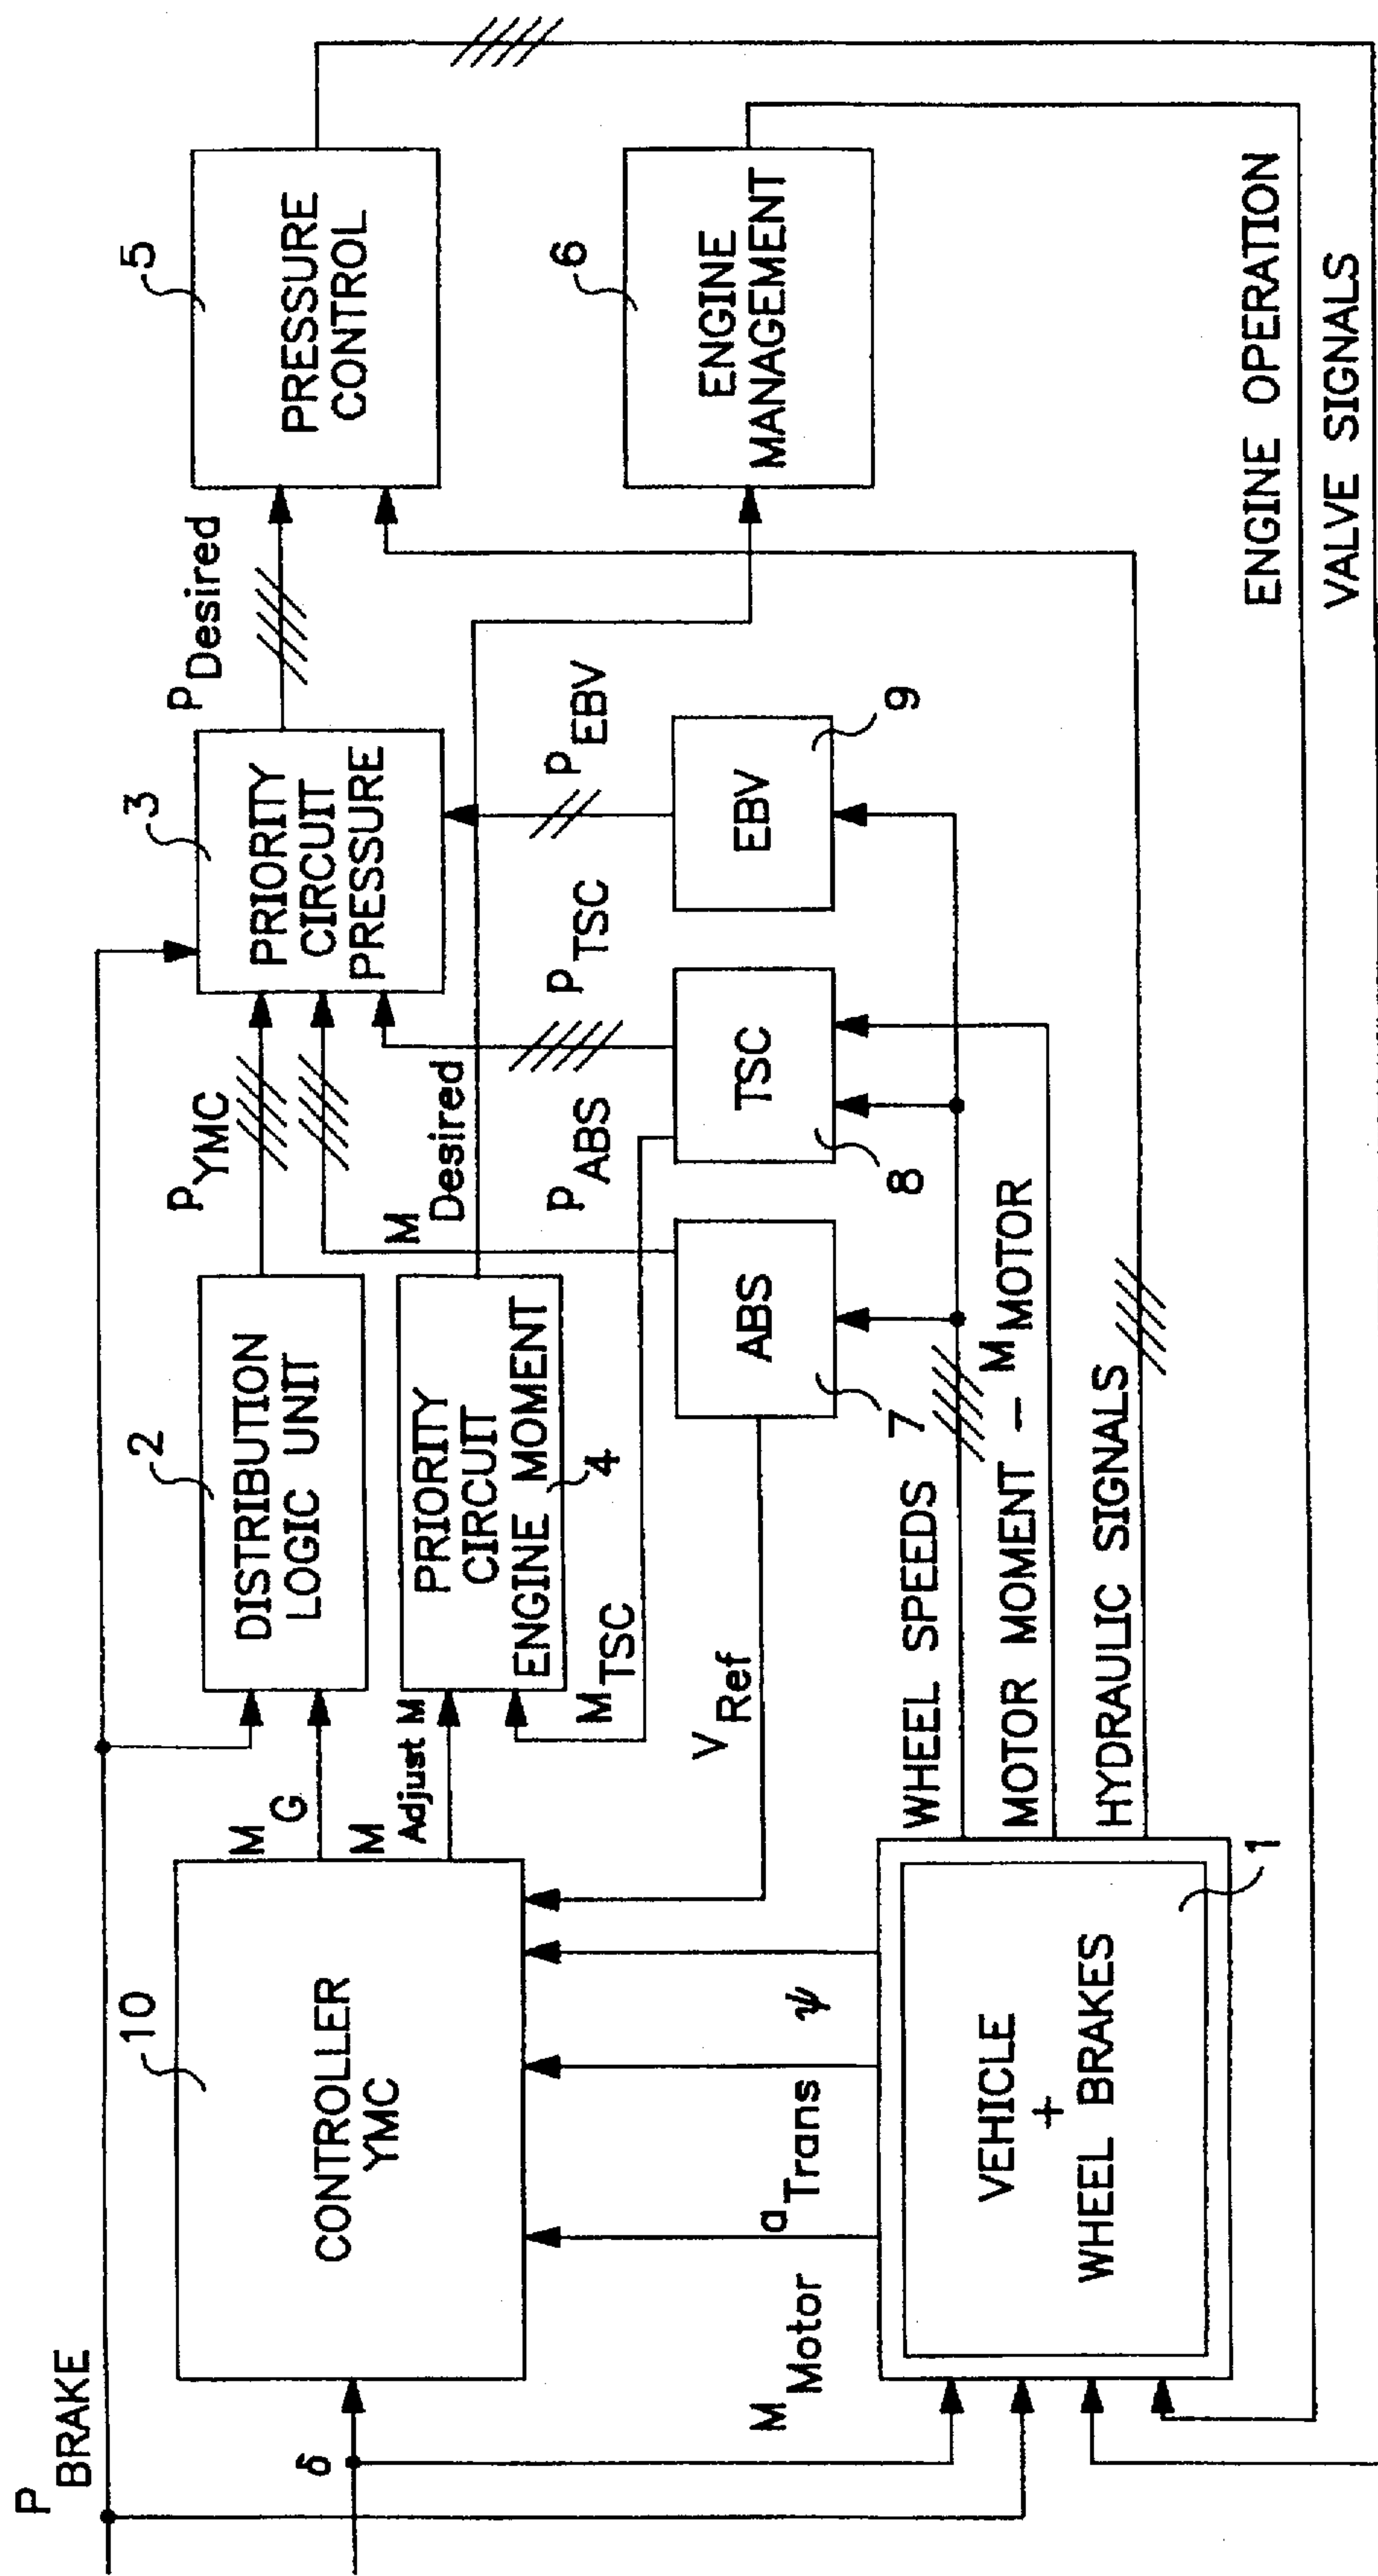 P BRAKE
δ
10
CONTROLLER
YMC
M G
M Adjust M
2
DISTRIBUTION
LOGIC UNIT
PRIORITY
CIRCUIT
ENGINE MOMENT
4
P YMC
M Desired
3
PRIORITY
CIRCUIT
PRESSURE
P Desired
5
PRESSURE
CONTROL
6
ENGINE
MANAGEMENT
M TSC
V Ref
P ABS
P TSC
P EBV
ABS
7
TSC
8
EBV
9
M Motor
a Trans
ψ
VEHICLE
+
WHEEL BRAKES
1
WHEEL SPEEDS
MOTOR MOMENT – M MOTOR
HYDRAULIC SIGNALS
ENGINE OPERATION
VALVE SIGNALS